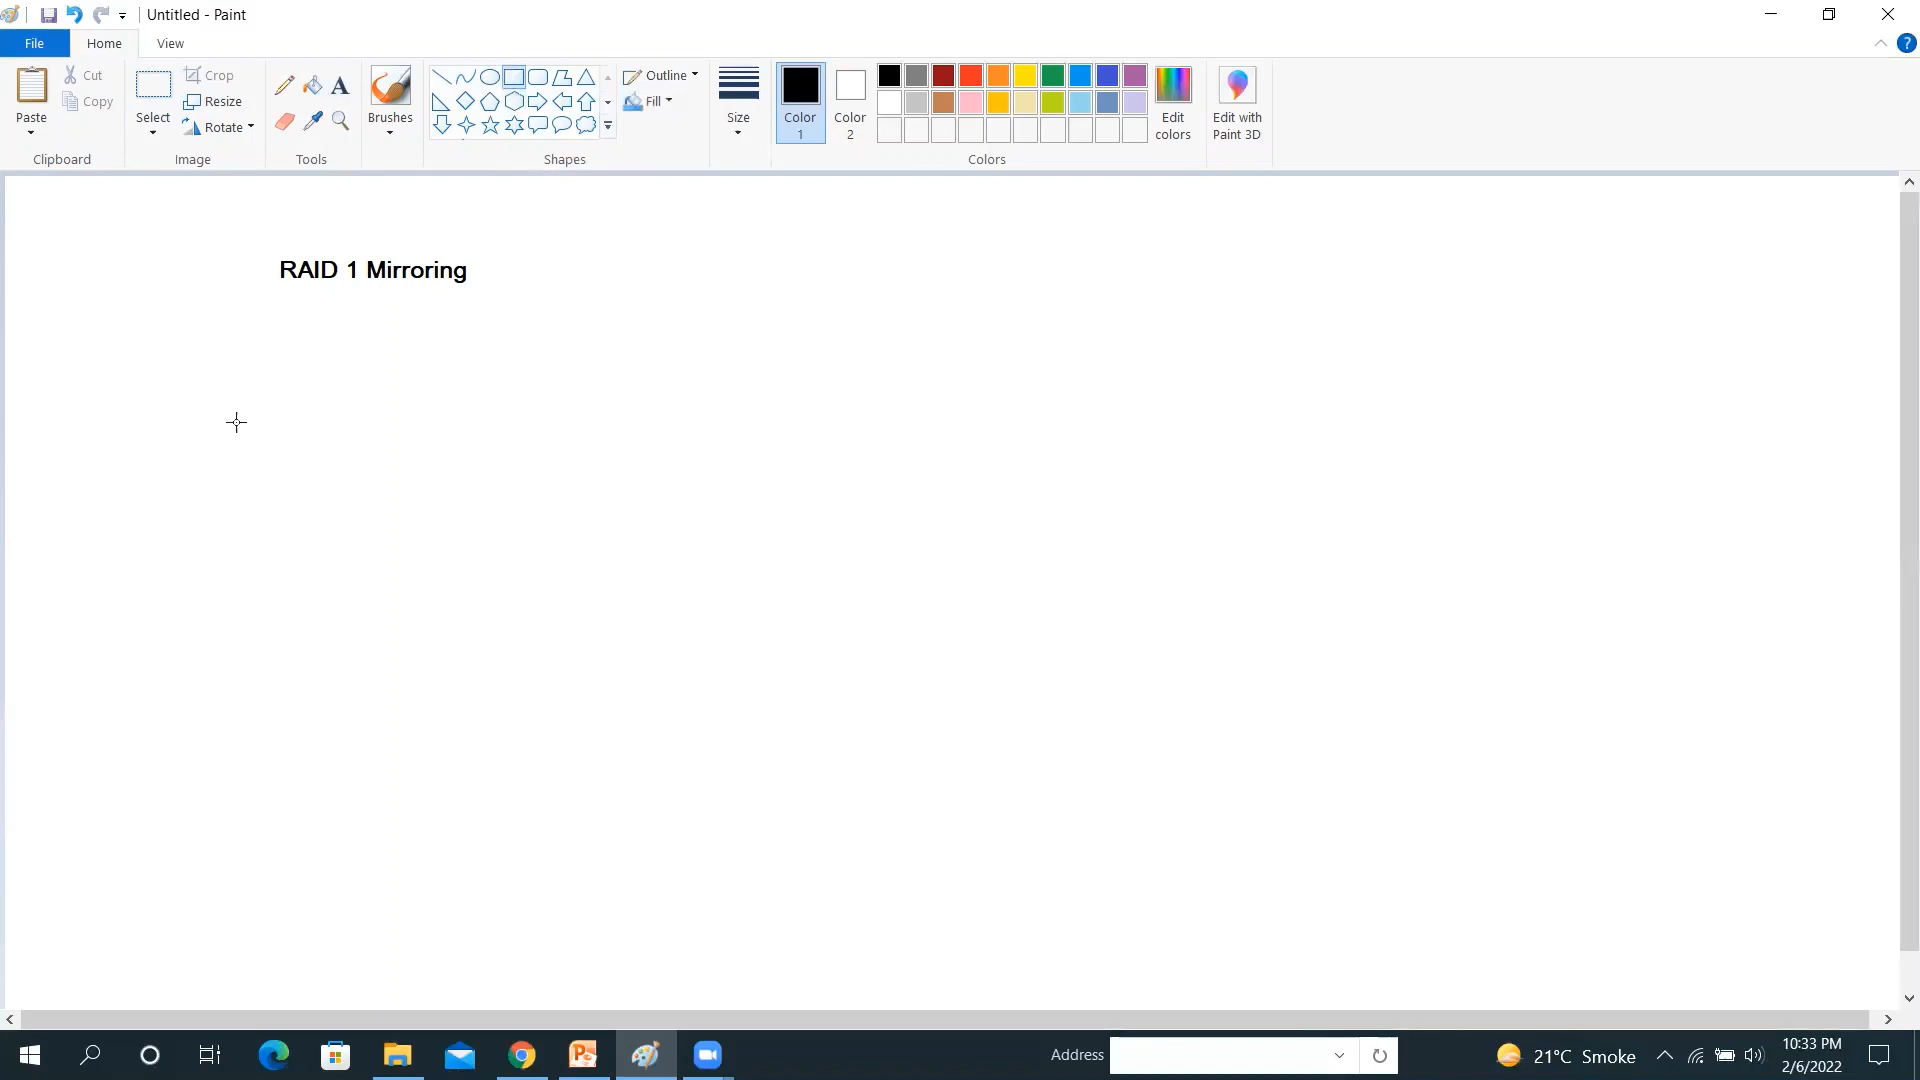 Untitled - Paint
File Home View
Paste Cut Copy Clipboard
Select Crop Resize Rotate Image
Tools
Brushes
Shapes
Outline Fill
Size
Color 1 Color 2
Edit colors
Colors
Edit with Paint 3D
RAID 1 Mirroring
Address
21°C Smoke
10:33 PM
2/6/2022